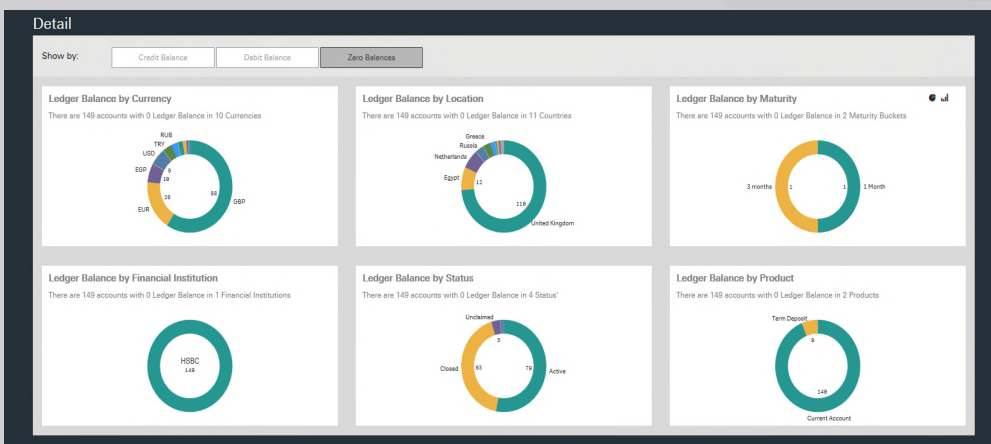 Detail
Show by:
Credit Balance
Debit Balance
Zero Balances
Ledger Balance by Currency
There are 149 accounts with 0 Ledger Balance in 10 Currencies
RUB
TRY
USD
EGP
9
10
26
86
GBP
EUR
Ledger Balance by Location
There are 149 accounts with 0 Ledger Balance in 11 Countries
Greece
Russia
Netherlands
Egypt
12
110
United Kingdom
Ledger Balance by Maturity
There are 149 accounts with 0 Ledger Balance in 2 Maturity Buckets
3 months
1
1
1 Month
Ledger Balance by Financial Institution
There are 149 accounts with 0 Ledger Balance in 1 Financial Institutions
HSBC
149
Ledger Balance by Status
There are 149 accounts with 0 Ledger Balance in 4 Status'
Unclaimed
5
Closed
63
79
Active
Ledger Balance by Product
There are 149 accounts with 0 Ledger Balance in 2 Products
Term Deposit
9
140
Current Account